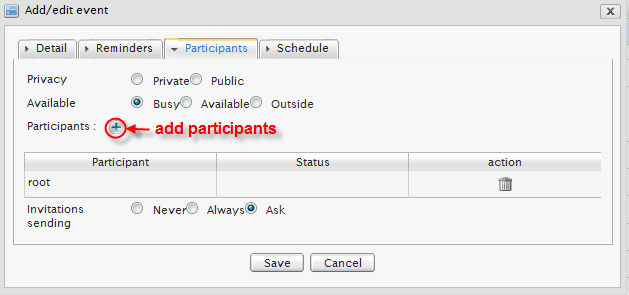 Add/edit event
Detail Reminders Participants Schedule
Privacy Private Public
Available Busy Available Outside
Participants : add participants
Participant Status action
root
Invitations sending Never Always Ask
Save Cancel